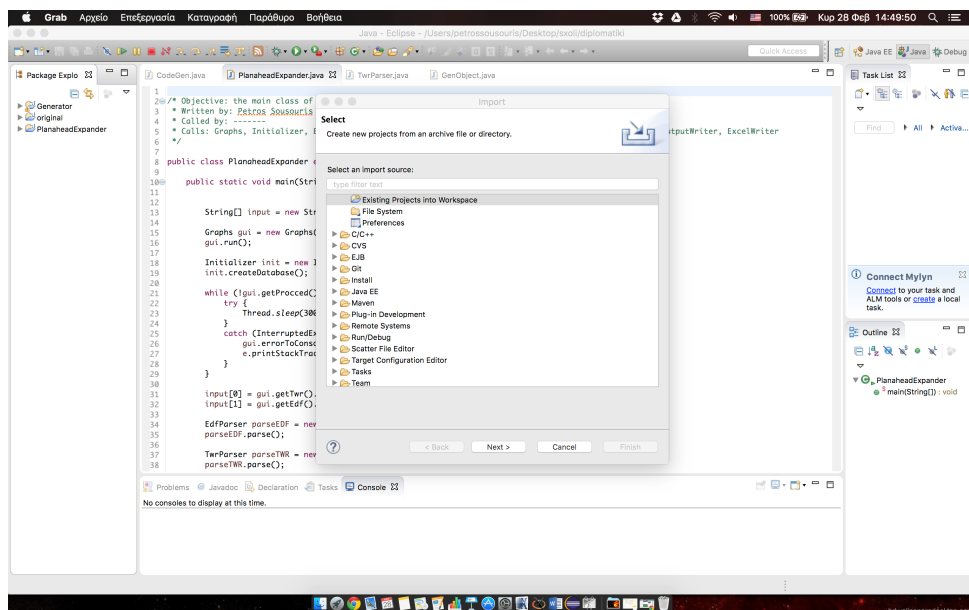 Grab Αρχείο Επεξεργασία Καταγραφή Παράθυρο Βοήθεια 100% Κυρ 28 Φεβ 14:49:50
Java - Eclipse - /Users/petrossousouris/Desktop/sxoli/diplomatiki
Quick Access Java EE Java Debug
Package Explo
Generator
original
PlanaheadExpander
CodeGen.java PlanaheadExpander.java TwrParser.java GenObject.java
1
2 /* Objective: the main class of
3 * Written by: Petros Sousouris
4 * Called by: -------
5 * Calls: Graphs, Initializer, tputWriter, ExcelWriter
6 */
7
8 public class PlanaheadExpander
9
10 public static void main(Stri
11
12
13 String[] input = new Str
14
15 Graphs gui = new Graphs(
16 gui.run();
17
18 Initializer init = new
19 init.createDatabase();
20
21 while (!gui.getProcced()
22 try {
23 Thread.sleep(300
24 }
25 catch (InterruptedEx
26 gui.errorToConso
27 e.printStackTrac
28 }
29 }
30
31 input[0] = gui.getTwr().
32 input[1] = gui.getEdf().
33
34 EdfParser parseEDF = new
35 parseEDF.parse();
36
37 TwrParser parseTWR = new
38 parseTWR.parse();
Import
Select
Create new projects from an archive file or directory.
Select an import source:
type filter text
Existing Projects into Workspace
File System
Preferences
C/C++
CVS
EJB
Git
Install
Java EE
Maven
Plug-in Development
Remote Systems
Run/Debug
Scatter File Editor
Target Configuration Editor
Tasks
Team
< Back Next > Cancel Finish
Task List
Find All Activa...
Connect Mylyn
Connect to your task and
ALM tools or create a local
task.
Outline
PlanaheadExpander
main(String[]) : void
Problems Javadoc Declaration Tasks Console
No consoles to display at this time.